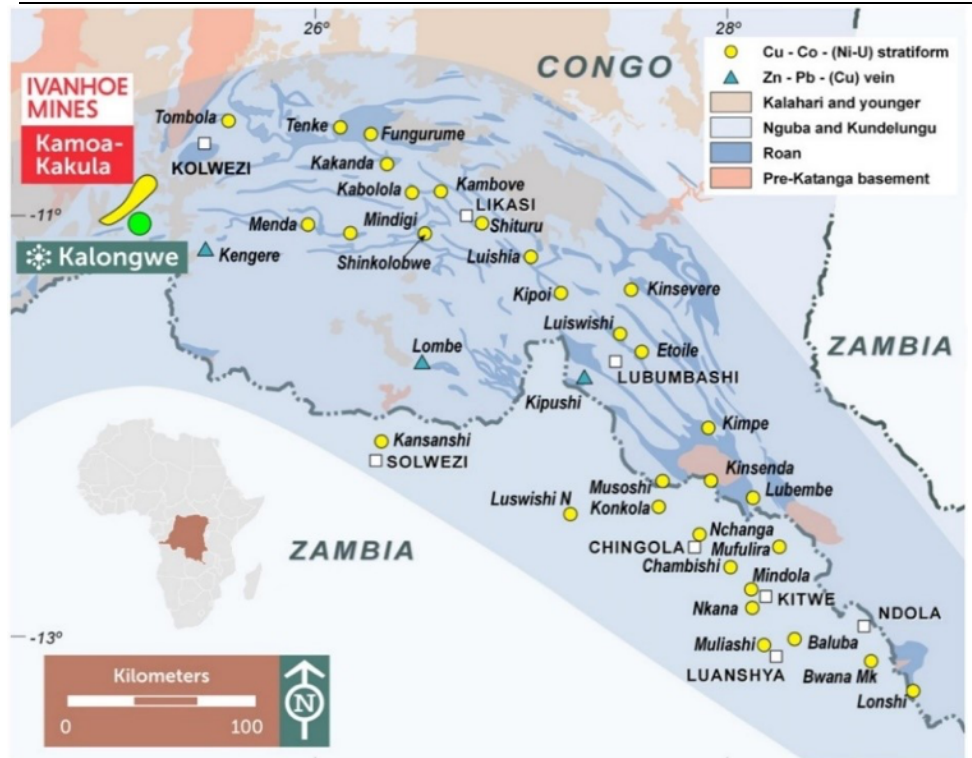 26°
28°
CONGO
Cu - Co - (Ni-U) stratiform
Zn - Pb - (Cu) vein
Kalahari and younger
Nguba and Kundelungu
Roan
Pre-Katanga basement
IVANHOE
MINES
Kamoa-
Kakula
Tombola
Tenke
Fungurume
KOLWEZI
Kakanda
Kabolola
Kambove
LIKASI
-11°
Menda
Mindigi
Shituru
Kalongwe
Kengere
Shinkolobwe
Luishia
Kipoi
Kinsevere
Luiswishi
ZAMBIA
Lombe
Etoile
LUBUMBASHI
Kipushi
Kimpe
Kansanshi
SOLWEZI
Kinsenda
Musoshi
Lubembe
Luswishi N
Konkola
Nchanga
ZAMBIA
CHINGOLA
Mufulira
Chambishi
Mindola
KITWE
Nkana
NDOLA
-13°
Muliashi
Baluba
LUANSHYA
Bwana Mk
Lonshi
Kilometers
0
100
N